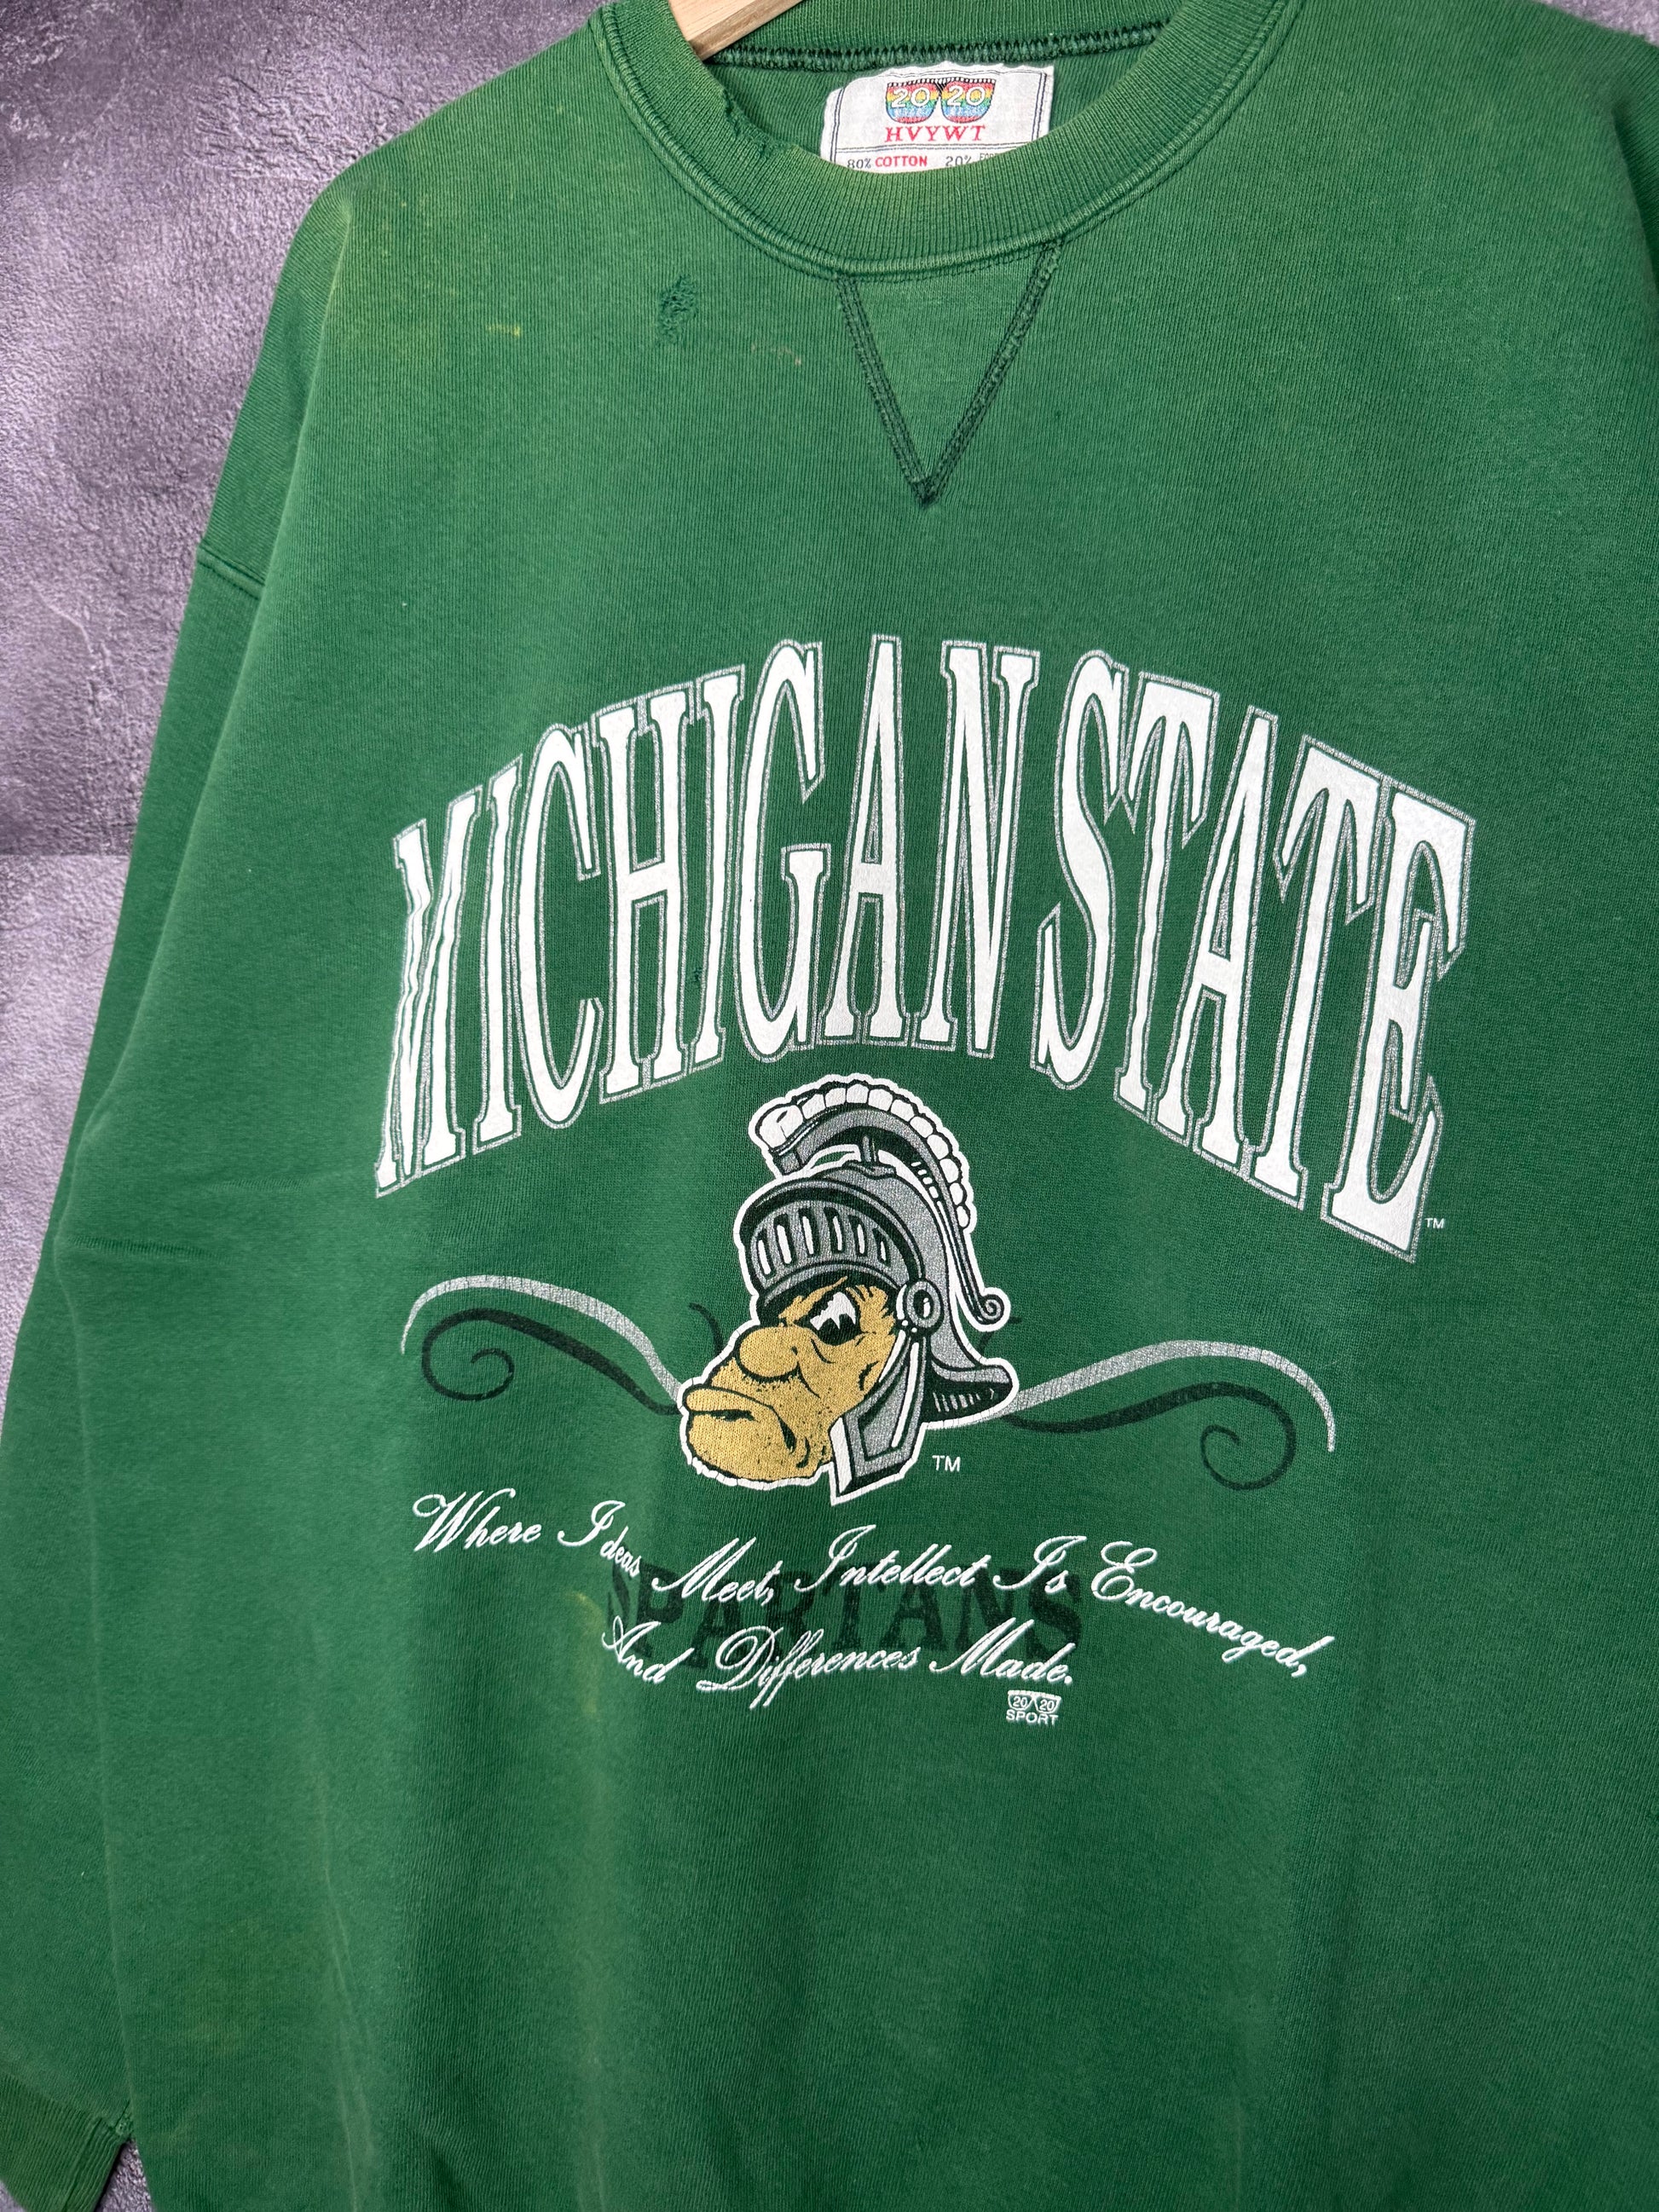 20 20
HVYWT
80% COTTON 20%
MICHIGAN STATE
TM
TM
Where Ideas Meet, Intellect Is Encouraged,
SPARTANS
And Differences Made.
20 20
SPORT